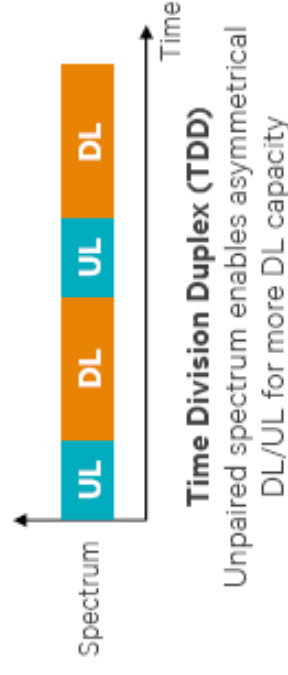 Spectrum
UL DL UL DL
Time
Time Division Duplex (TDD)
Unpaired spectrum enables asymmetrical
DL/UL for more DL capacity